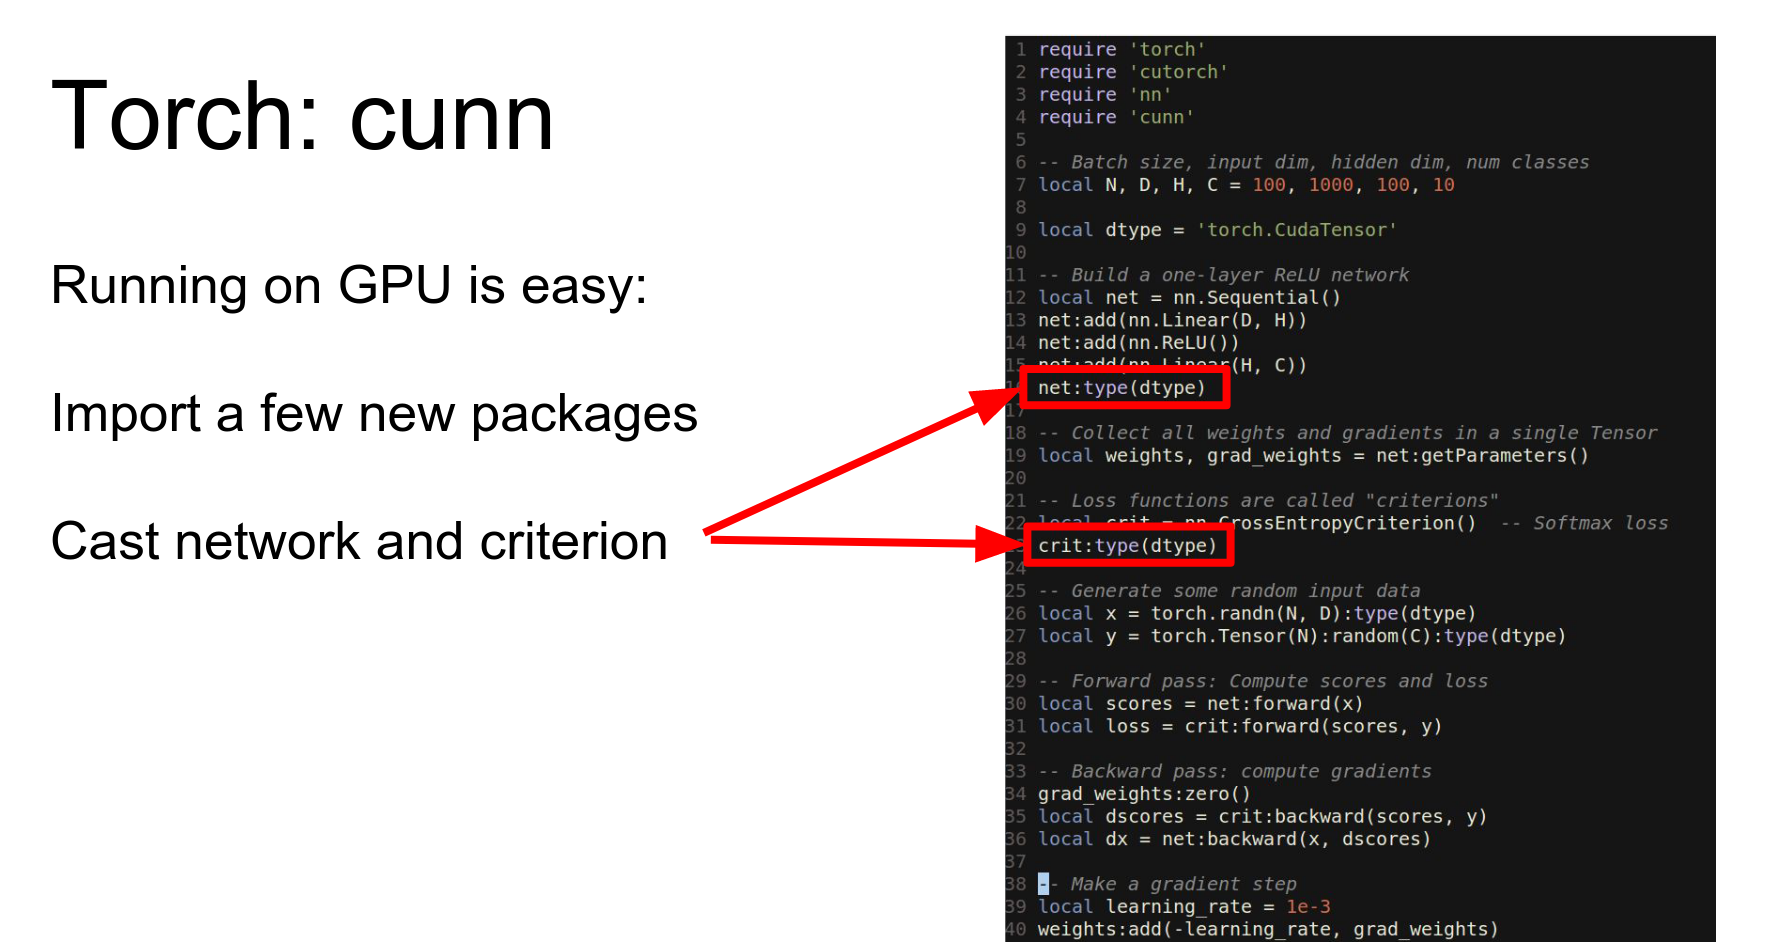 Torch: cunn
Running on GPU is easy:
Import a few new packages
Cast network and criterion
1 require 'torch'
2 require 'cutorch'
3 require 'nn'
4 require 'cunn'
5
6 -- Batch size, input dim, hidden dim, num classes
7 local N, D, H, C = 100, 1000, 100, 10
8
9 local dtype = 'torch.CudaTensor'
10
11 -- Build a one-layer ReLU network
12 local net = nn.Sequential()
13 net:add(nn.Linear(D, H))
14 net:add(nn.ReLU())
15 net:add(nn.Linear(H, C))
16 net:type(dtype)
17
18 -- Collect all weights and gradients in a single Tensor
19 local weights, grad_weights = net:getParameters()
20
21 -- Loss functions are called "criterions"
22 local crit = nn.CrossEntropyCriterion()  -- Softmax loss
23 crit:type(dtype)
24
25 -- Generate some random input data
26 local x = torch.randn(N, D):type(dtype)
27 local y = torch.Tensor(N):random(C):type(dtype)
28
29 -- Forward pass: Compute scores and loss
30 local scores = net:forward(x)
31 local loss = crit:forward(scores, y)
32
33 -- Backward pass: compute gradients
34 grad_weights:zero()
35 local dscores = crit:backward(scores, y)
36 local dx = net:backward(x, dscores)
37
38 -- Make a gradient step
39 local learning_rate = 1e-3
40 weights:add(-learning_rate, grad_weights)